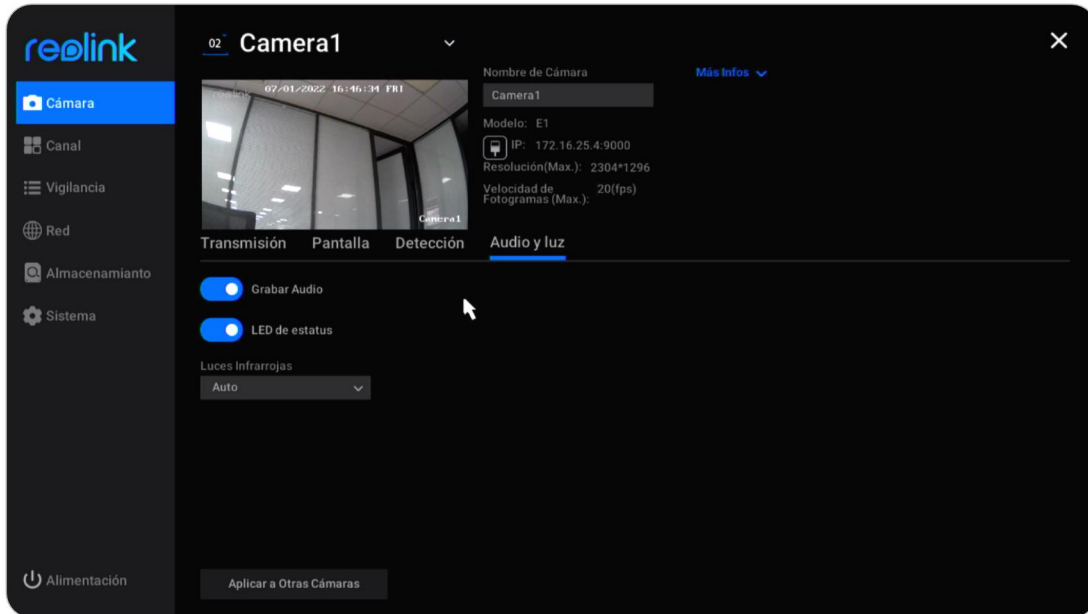 reolink
Cámara
Canal
Vigilancia
Red
Almacenamianto
Sistema
Alimentación
02 Camera1
reolink 07/01/2022 16:46:34 FRI
Camera1
Nombre de Cámara
Más Infos
Camera1
Modelo: E1
IP: 172.16.25.4:9000
Resolución(Max.): 2304*1296
Velocidad de Fotogramas (Max.): 20(fps)
Transmisión Pantalla Detección Audio y luz
Grabar Audio
LED de estatus
Luces Infrarrojas
Auto
Aplicar a Otras Cámaras